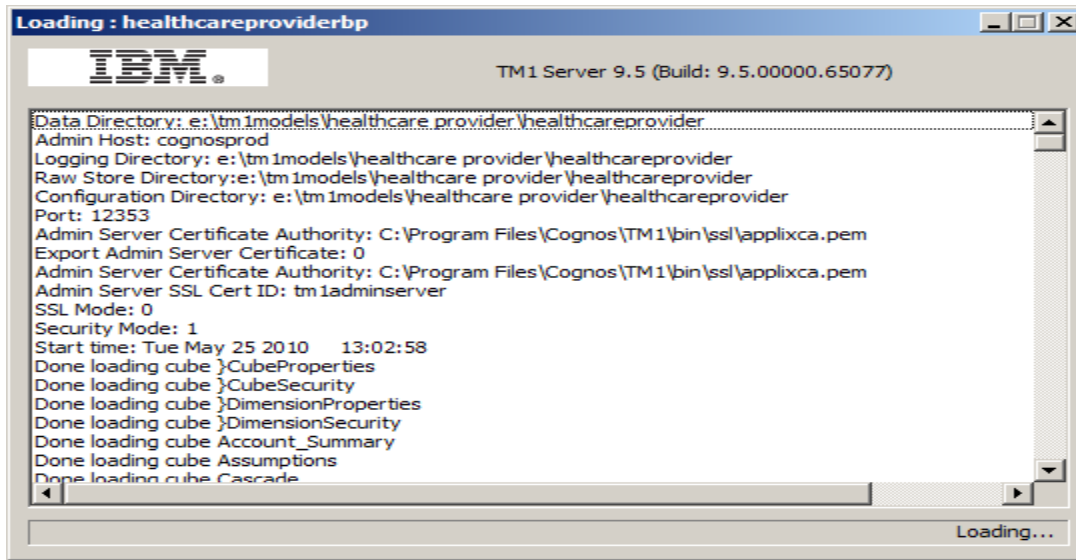 Loading : healthcareproviderbp
IBM®
TM1 Server 9.5 (Build: 9.5.00000.65077)
Data Directory: e:\tm1models\healthcare provider\healthcareprovider
Admin Host: cognosprod
Logging Directory: e:\tm1models\healthcare provider\healthcareprovider
Raw Store Directory:e:\tm1models\healthcare provider\healthcareprovider
Configuration Directory: e:\tm1models\healthcare provider\healthcareprovider
Port: 12353
Admin Server Certificate Authority: C:\Program Files\Cognos\TM1\bin\ssl\applixca.pem
Export Admin Server Certificate: 0
Admin Server Certificate Authority: C:\Program Files\Cognos\TM1\bin\ssl\applixca.pem
Admin Server SSL Cert ID: tm1adminserver
SSL Mode: 0
Security Mode: 1
Start time: Tue May 25 2010 13:02:58
Done loading cube }CubeProperties
Done loading cube }CubeSecurity
Done loading cube }DimensionProperties
Done loading cube }DimensionSecurity
Done loading cube Account_Summary
Done loading cube Assumptions
Done loading cube Cascade
Loading...